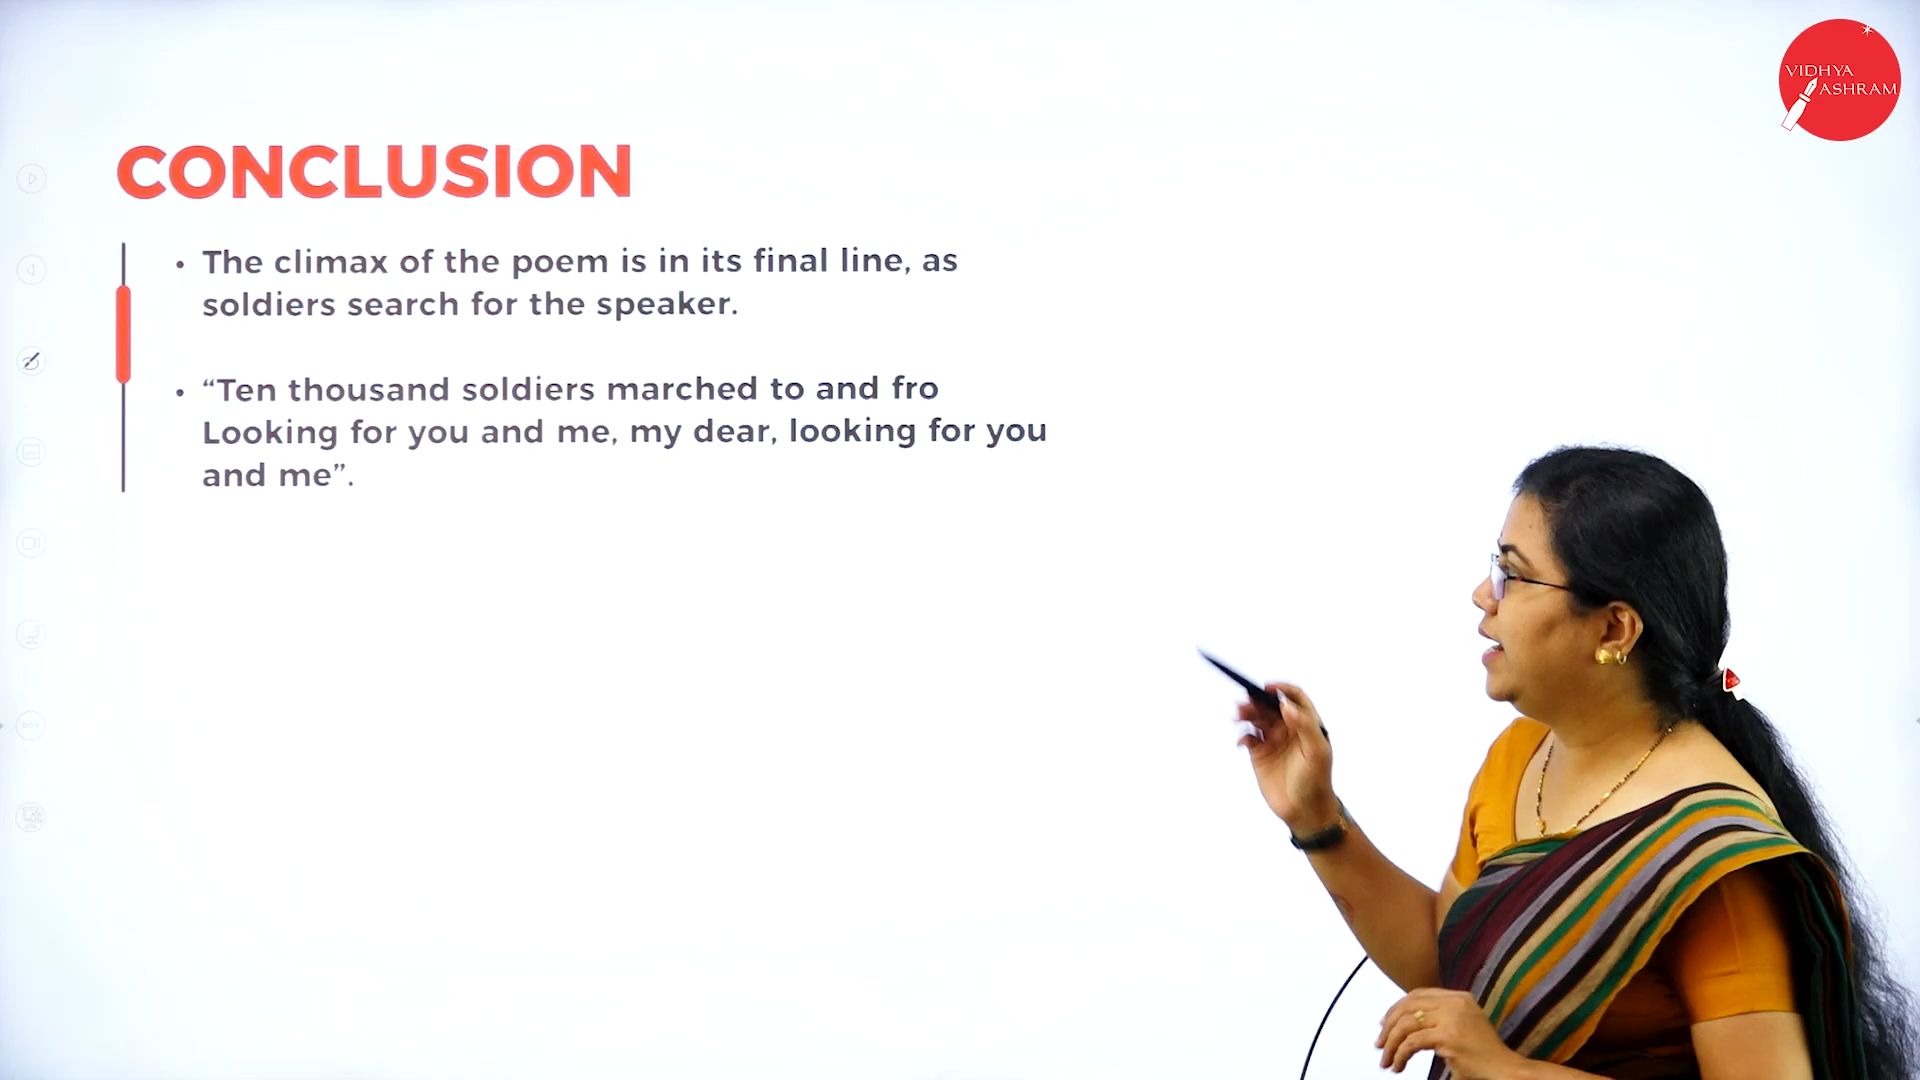 VIDHYA
ASHRAM
CONCLUSION
• The climax of the poem is in its final line, as
soldiers search for the speaker.
• “Ten thousand soldiers marched to and fro
Looking for you and me, my dear, looking for you
and me”.